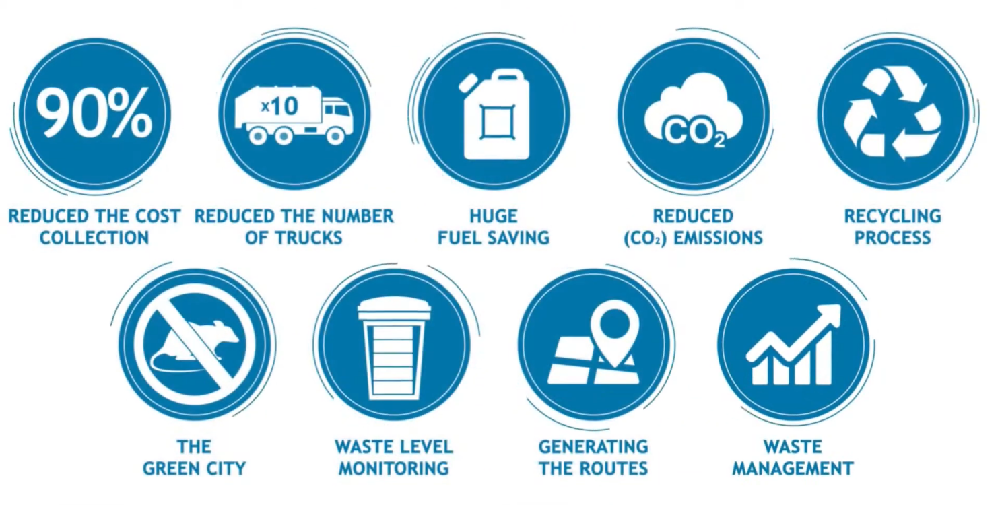 90%
x10
CO₂
REDUCED THE COST
COLLECTION
REDUCED THE NUMBER
OF TRUCKS
HUGE
FUEL SAVING
REDUCED
(CO₂) EMISSIONS
RECYCLING
PROCESS
THE
GREEN CITY
WASTE LEVEL
MONITORING
GENERATING
THE ROUTES
WASTE
MANAGEMENT